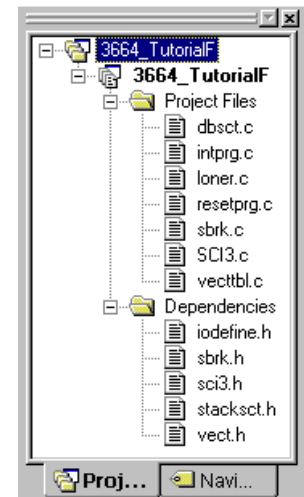 3664_TutorialF
3664_TutorialF
Project Files
dbsct.c
intprg.c
loner.c
resetprg.c
sbrk.c
SCI3.c
vecttbl.c
Dependencies
iodefine.h
sbrk.h
sci3.h
stacksct.h
vect.h
Proj... Navi...